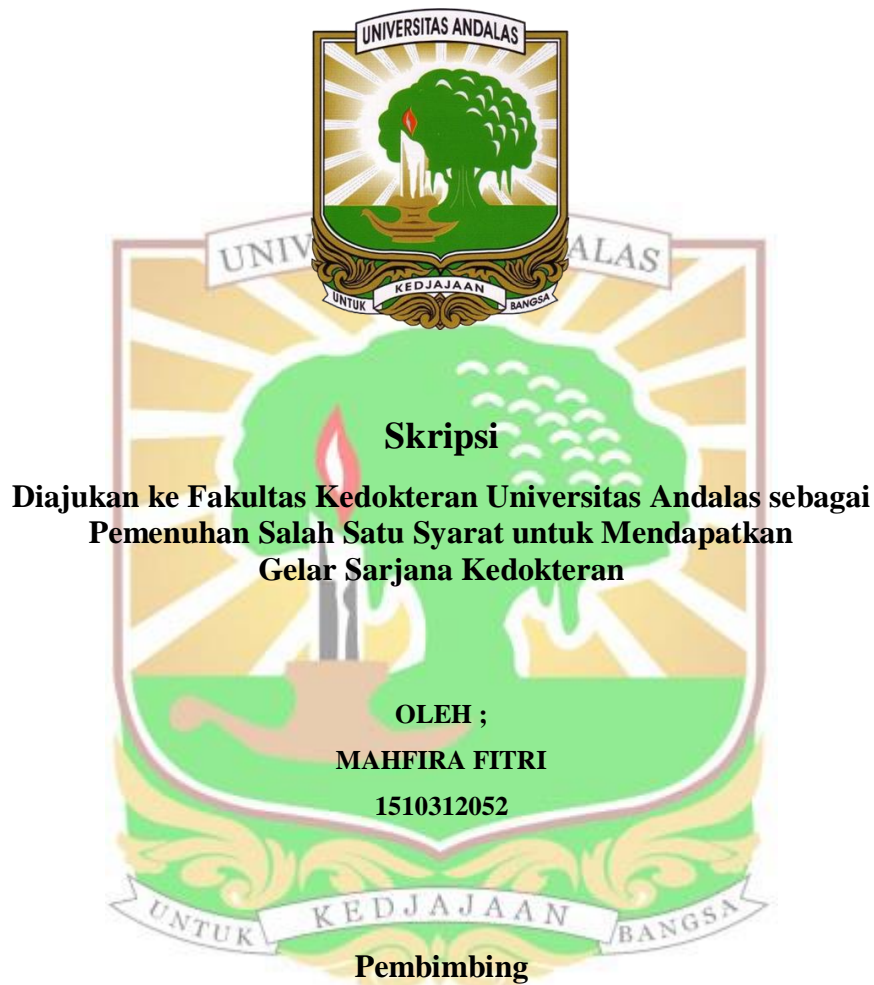 UNIVERSITAS ANDALAS
UNTUK KEDJAJAAN BANGSA
UNIV ALAS
Skripsi
Diajukan ke Fakultas Kedokteran Universitas Andalas sebagai
Pemenuhan Salah Satu Syarat untuk Mendapatkan
Gelar Sarjana Kedokteran
OLEH ;
MAHFIRA FITRI
1510312052
UNTUK KEDJAJAAN BANGSA
Pembimbing